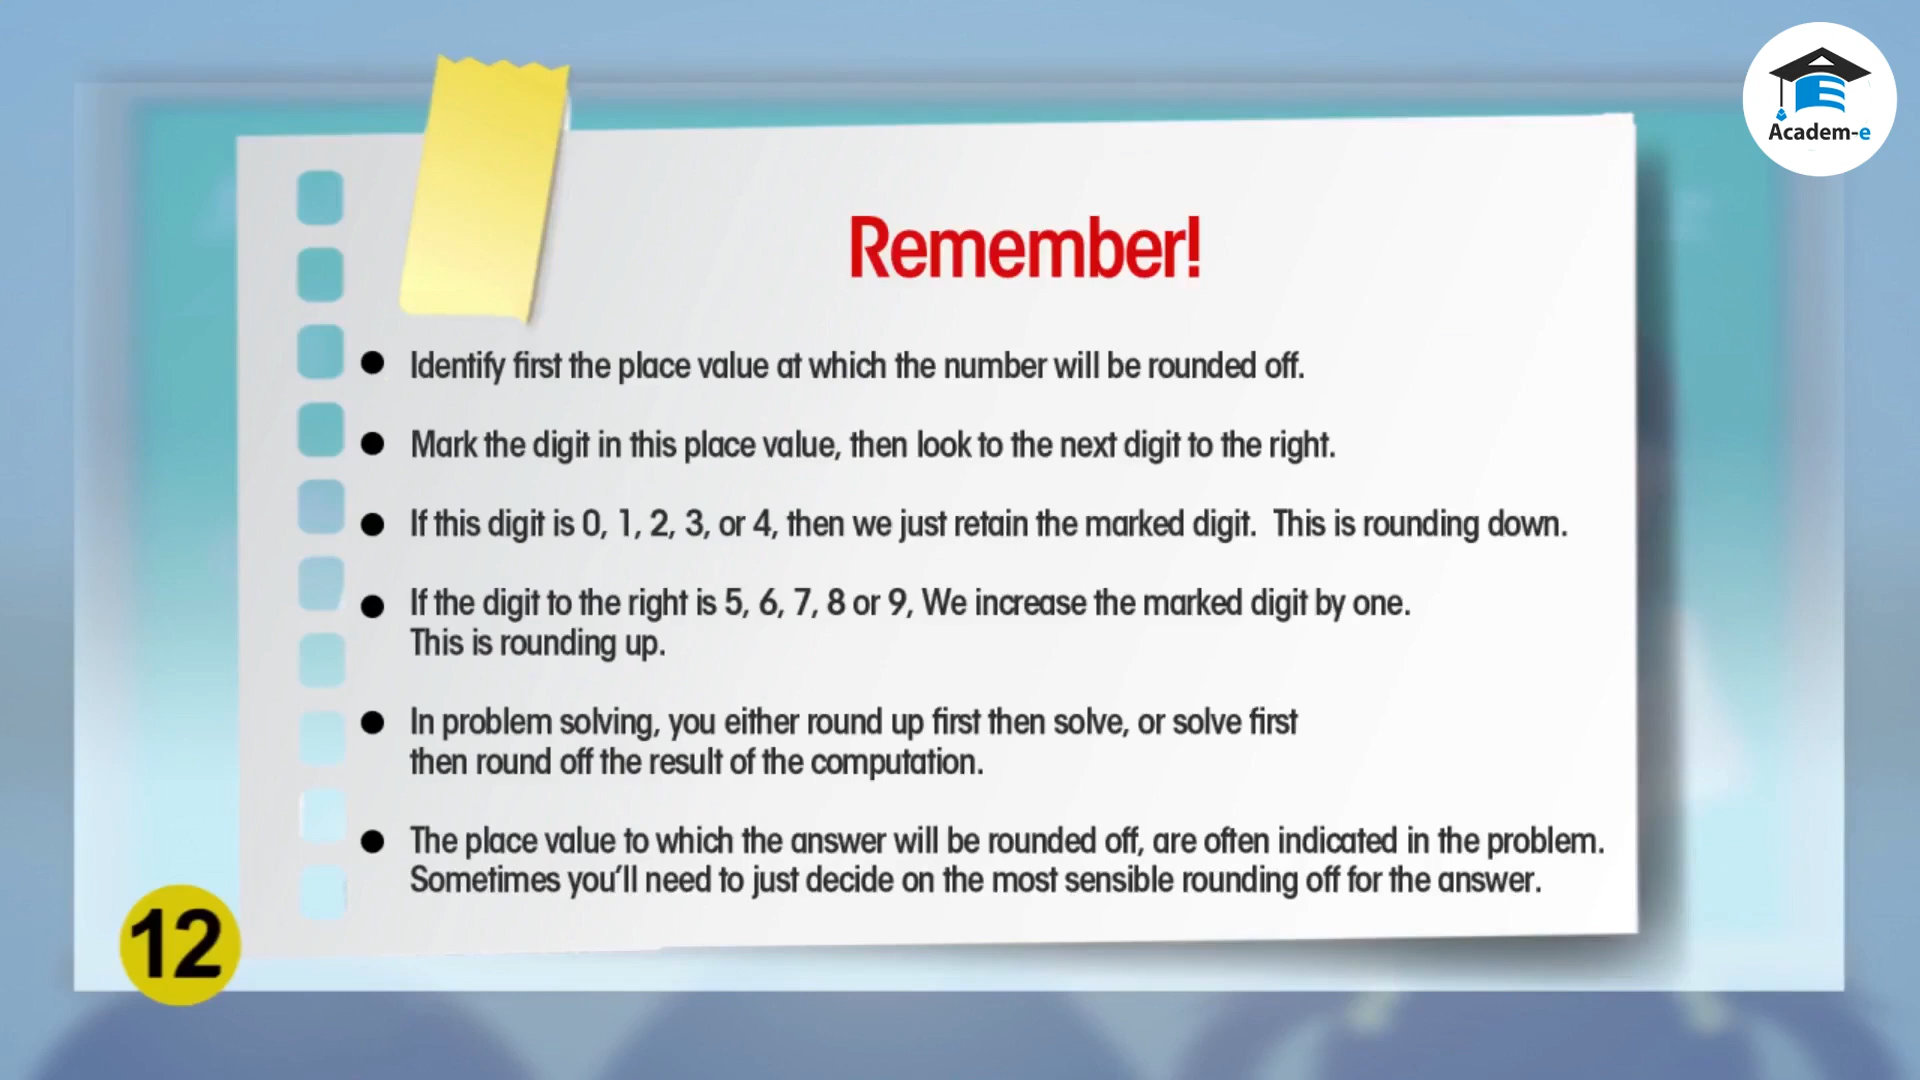 Academ-e
Remember!
● Identify first the place value at which the number will be rounded off.
● Mark the digit in this place value, then look to the next digit to the right.
● If this digit is 0, 1, 2, 3, or 4, then we just retain the marked digit.  This is rounding down.
● If the digit to the right is 5, 6, 7, 8 or 9, We increase the marked digit by one.
This is rounding up.
● In problem solving, you either round up first then solve, or solve first
then round off the result of the computation.
● The place value to which the answer will be rounded off, are often indicated in the problem.
Sometimes you'll need to just decide on the most sensible rounding off for the answer.
12